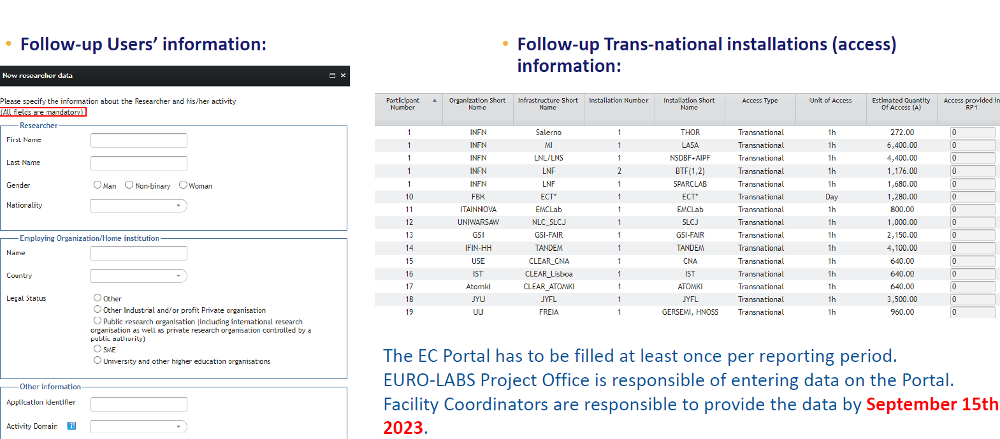 • Follow-up Users’ information:
New researcher data
Please specify the information about the Researcher and his/her activity
(All fields are mandatory)
Researcher
First Name
Last Name
Gender Man Non-binary Woman
Nationality
Employing Organization/Home institution
Name
Country
Legal Status Other
Other Industrial and/or profit Private organisation
Public research organisation (including international research
organisation as well as private research organisation controlled by a
public authority)
SME
University and other higher education organisations
Other information
Application Identifier
Activity Domain i
• Follow-up Trans-national installations (access)
information:
Participant Number Organization Short Name Infrastructure Short Name Installation Number Installation Short Name Access Type Unit of Access Estimated Quantity Of Access (A) Access provided in RP1
1 INFN Salerno 1 THOR Transnational 1h 272.00 0
1 INFN MI 1 LASA Transnational 1h 6,400.00 0
1 INFN LNL/LNS 1 NSDBF+AIPF Transnational 1h 4,400.00 0
1 INFN LNF 2 BTF(1,2) Transnational 1h 1,176.00 0
1 INFN LNF 1 SPARCLAB Transnational 1h 1,680.00 0
10 FBK ECT* 1 ECT* Transnational Day 1,280.00 0
11 ITAINNOVA EMCLab 1 EMCLab Transnational 1h 800.00 0
12 UNIWARSAW NLC_SLCJ 1 SLCJ Transnational 1h 1,000.00 0
13 GSI GSI-FAIR 1 GSI-FAIR Transnational 1h 2,150.00 0
14 IFIN-HH TANDEM 1 TANDEM Transnational 1h 4,100.00 0
15 USE CLEAR_CNA 1 CNA Transnational 1h 640.00 0
16 IST CLEAR_Lisboa 1 IST Transnational 1h 640.00 0
17 Atomki CLEAR_ATOMKI 1 ATOMKI Transnational 1h 640.00 0
18 JYU JYFL 1 JYFL Transnational 1h 3,500.00 0
19 UU FREIA 1 GERSEMI, HNOSS Transnational 1h 960.00 0
The EC Portal has to be filled at least once per reporting period.
EURO-LABS Project Office is responsible of entering data on the Portal.
Facility Coordinators are responsible to provide the data by September 15th
2023.